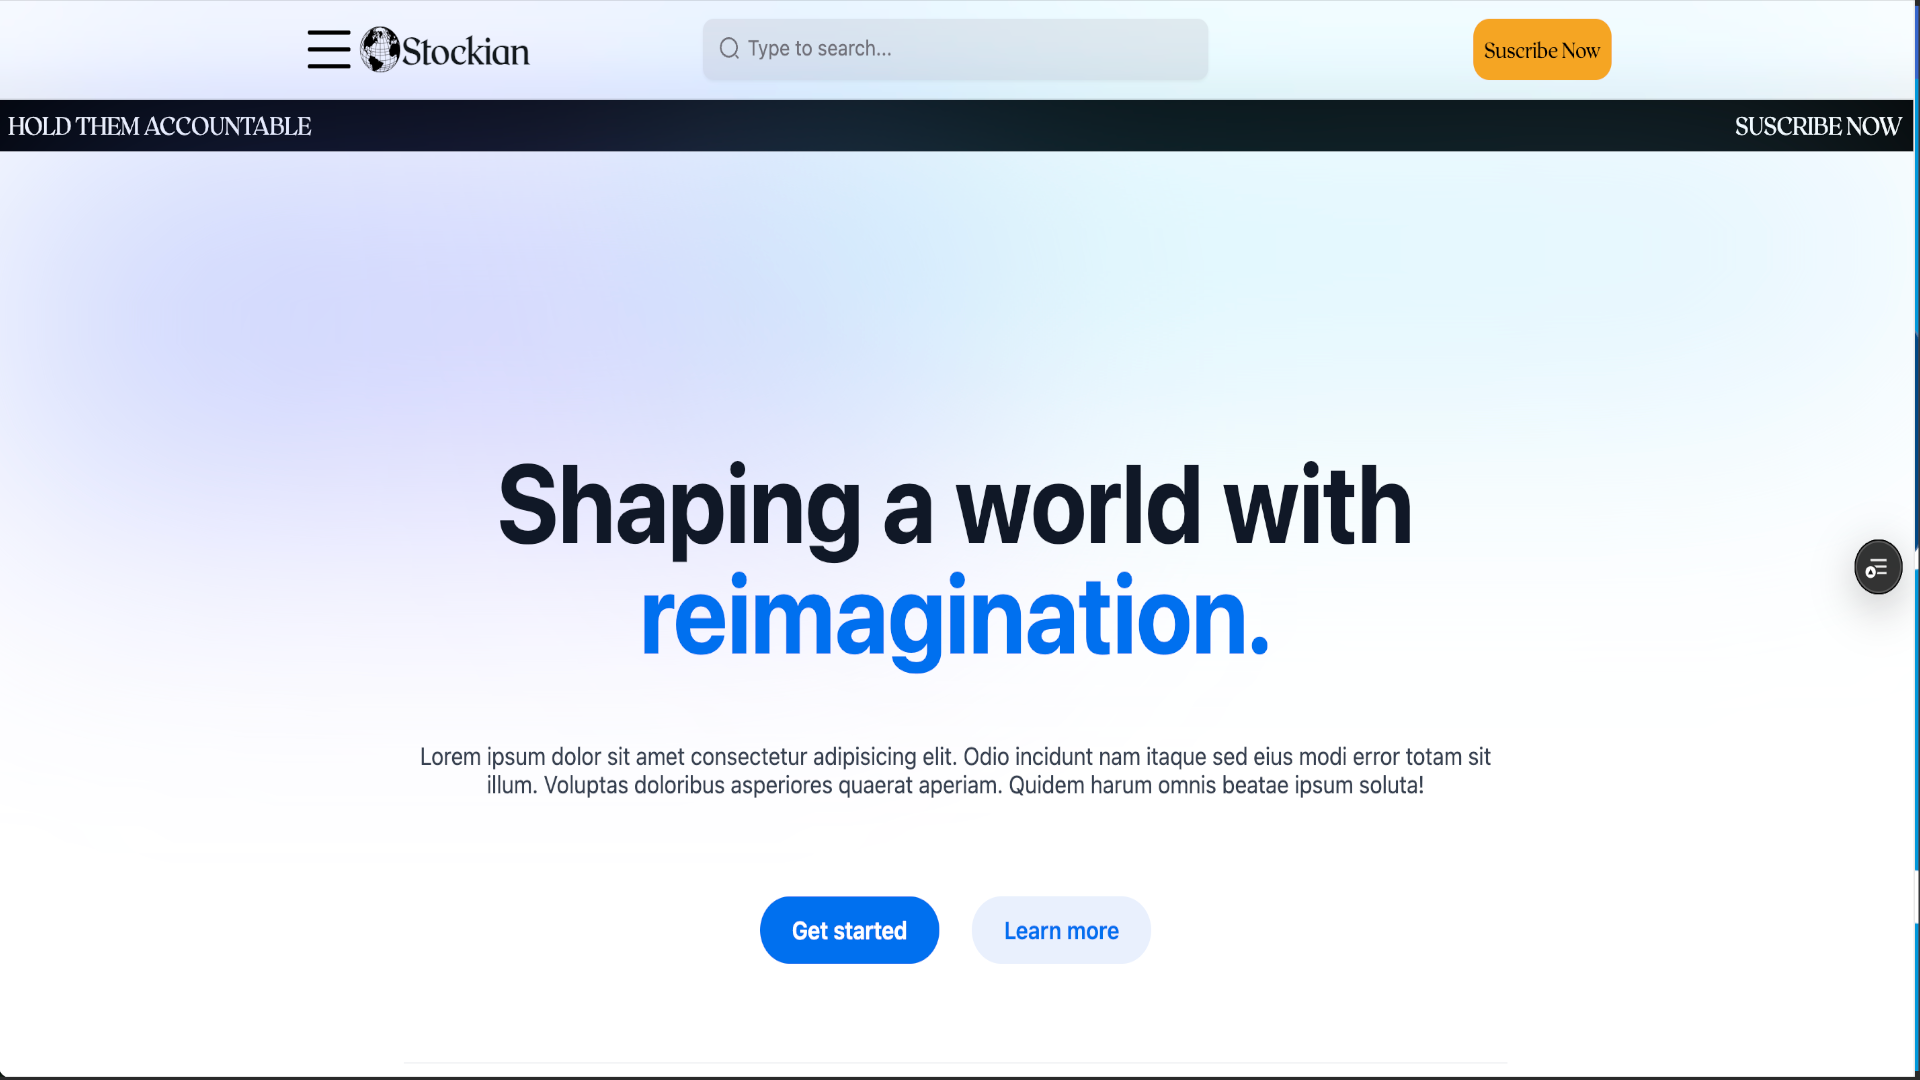 Stockian
Type to search...
Suscribe Now
HOLD THEM ACCOUNTABLE
SUSCRIBE NOW
Shaping a world with
reimagination.
Lorem ipsum dolor sit amet consectetur adipisicing elit. Odio incidunt nam itaque sed eius modi error totam sit
illum. Voluptas doloribus asperiores quaerat aperiam. Quidem harum omnis beatae ipsum soluta!
Get started
Learn more